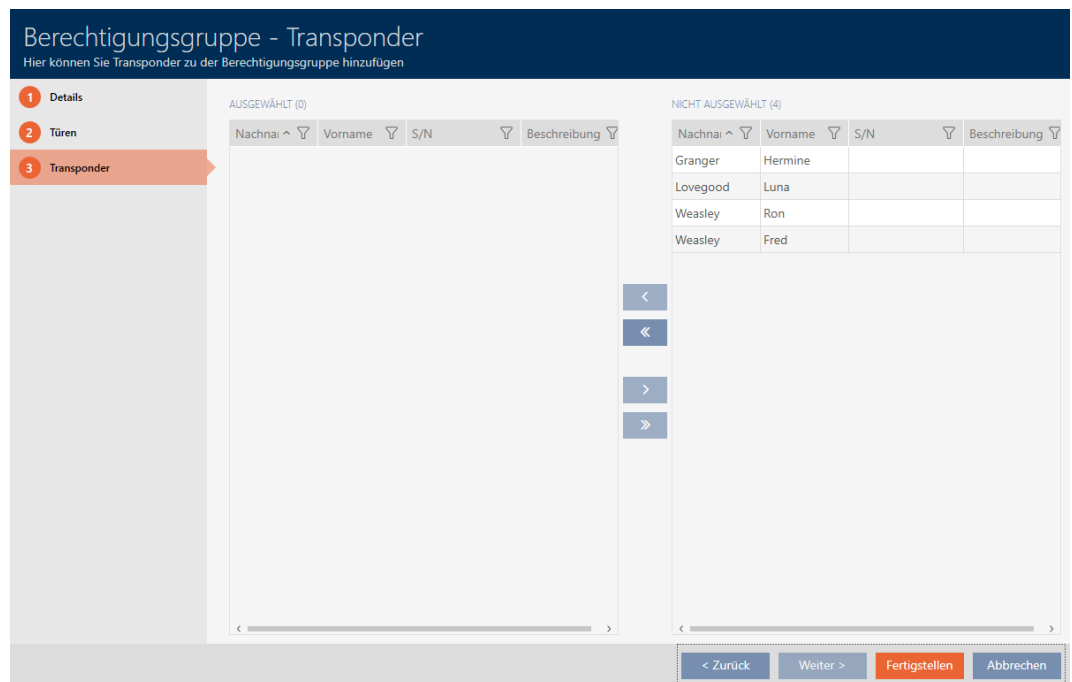 Berechtigungsgruppe - Transponder
Hier können Sie Transponder zu der Berechtigungsgruppe hinzufügen
1 Details
2 Türen
3 Transponder
AUSGEWÄHLT (0)
Nachnai Vorname S/N Beschreibung
NICHT AUSGEWÄHLT (4)
Nachnai Vorname S/N Beschreibung
Granger Hermine
Lovegood Luna
Weasley Ron
Weasley Fred
< Zurück Weiter > Fertigstellen Abbrechen